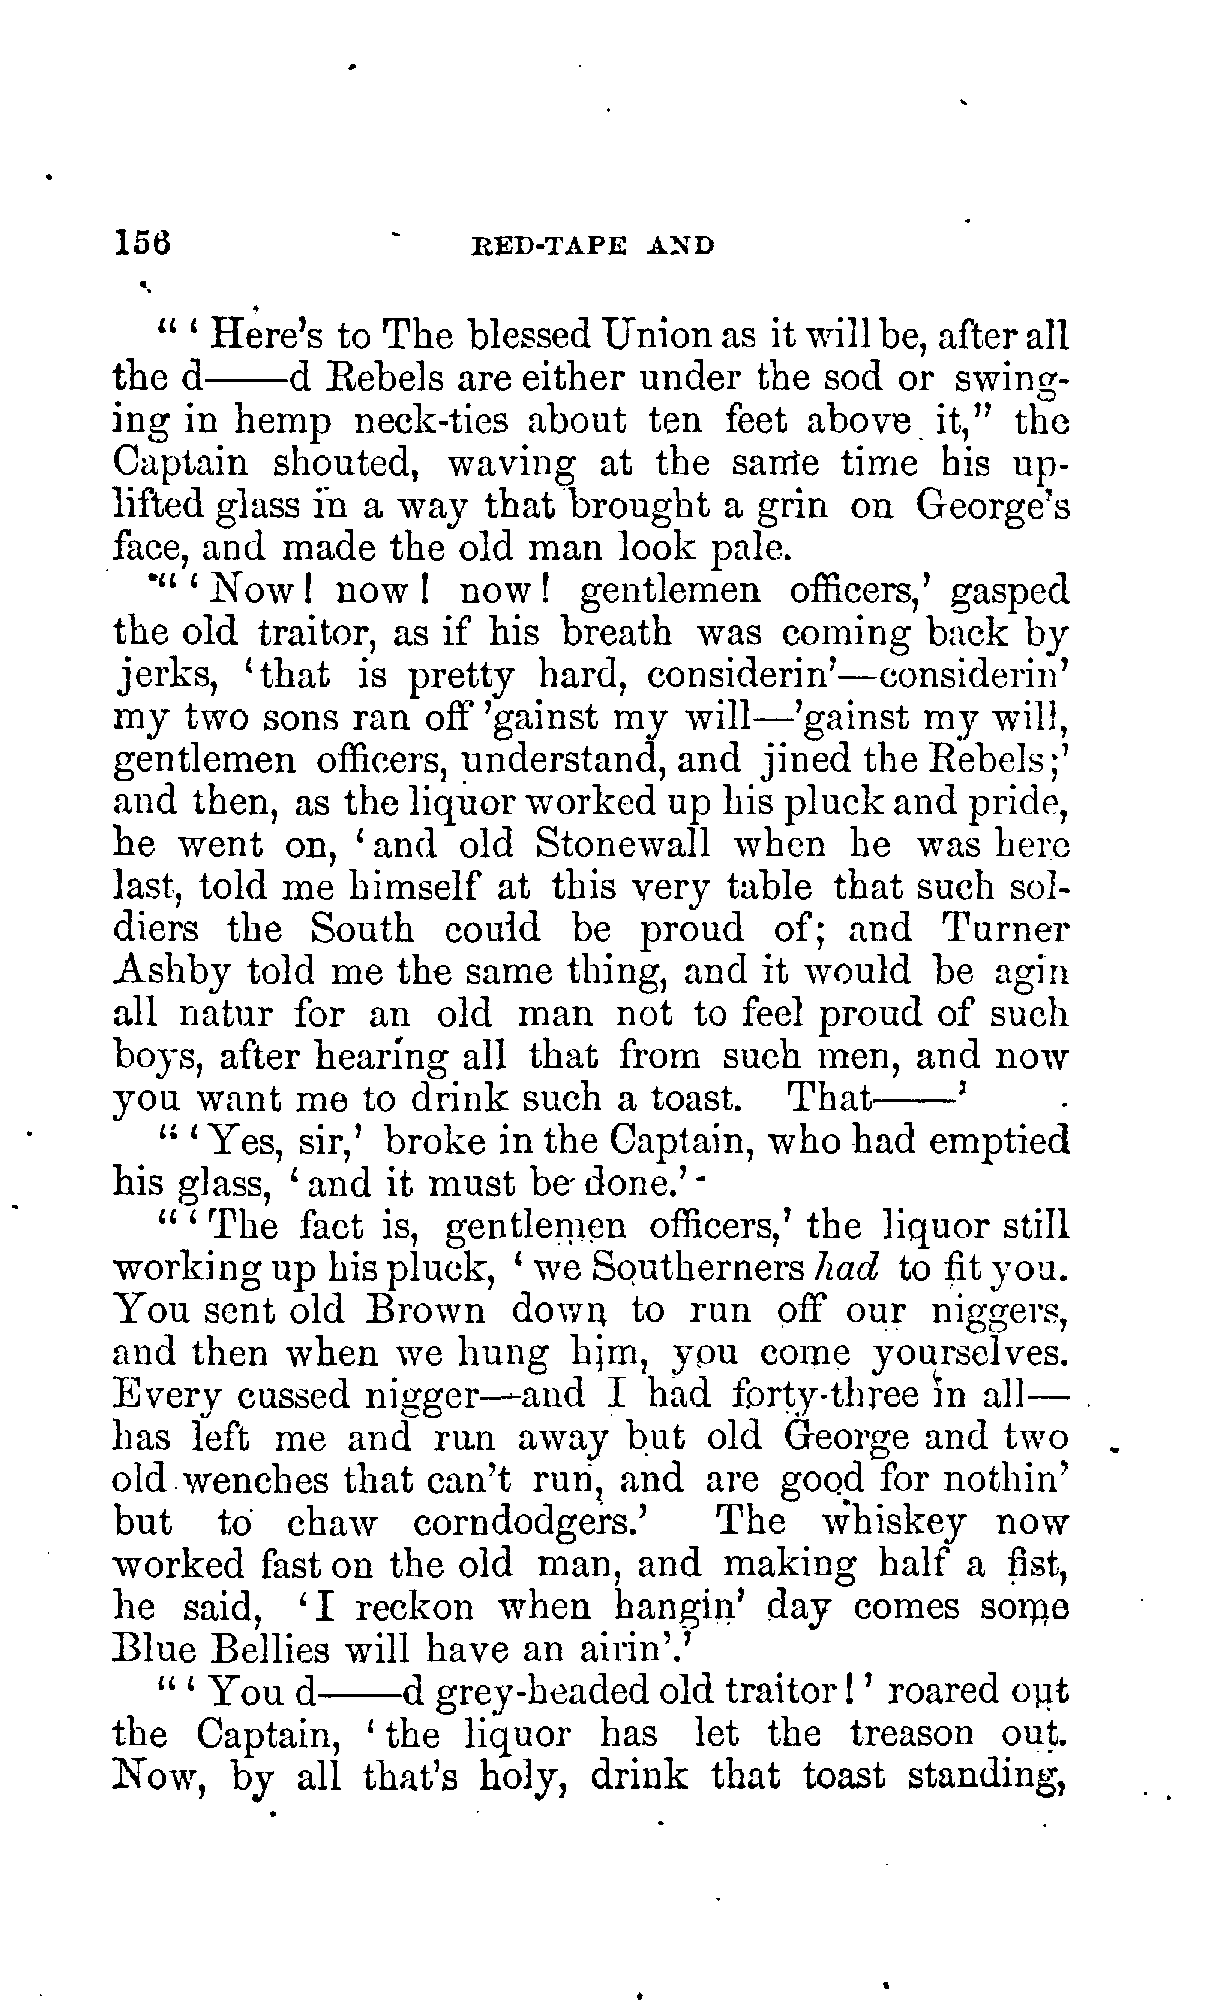 156 RED-TAPE AND
“ ‘ Here’s to The blessed Union as it will be, after all
the d——d Rebels are either under the sod or swing-
ing in hemp neck-ties about ten feet above it,” the
Captain shouted, waving at the same time his up-
lifted glass in a way that brought a grin on George’s
face, and made the old man look pale.
“ ‘ Now ! now ! now ! gentlemen officers,’ gasped
the old traitor, as if his breath was coming back by
jerks, ‘ that is pretty hard, considerin’—considerin’
my two sons ran off ’gainst my will—’gainst my will,
gentlemen officers, understand, and jined the Rebels ;’
and then, as the liquor worked up his pluck and pride,
he went on, ‘ and old Stonewall when he was here
last, told me himself at this very table that such sol-
diers the South could be proud of ; and Turner
Ashby told me the same thing, and it would be agin
all natur for an old man not to feel proud of such
boys, after hearing all that from such men, and now
you want me to drink such a toast. That——’
“ ‘ Yes, sir,’ broke in the Captain, who had emptied
his glass, ‘ and it must be done.’
“ ‘ The fact is, gentlemen officers,’ the liquor still
working up his pluck, ‘ we Southerners had to fit you.
You sent old Brown down to run off our niggers,
and then when we hung him, you come yourselves.
Every cussed nigger—and I had forty-three in all—
has left me and run away but old George and two
old wenches that can’t run, and are good for nothin’
but to chaw corndodgers.’ The whiskey now
worked fast on the old man, and making half a fist,
he said, ‘ I reckon when hangin’ day comes some
Blue Bellies will have an airin’.’
“ ‘ You d——d grey-headed old traitor ! ’ roared out
the Captain, ‘ the liquor has let the treason out.
Now, by all that’s holy, drink that toast standing,